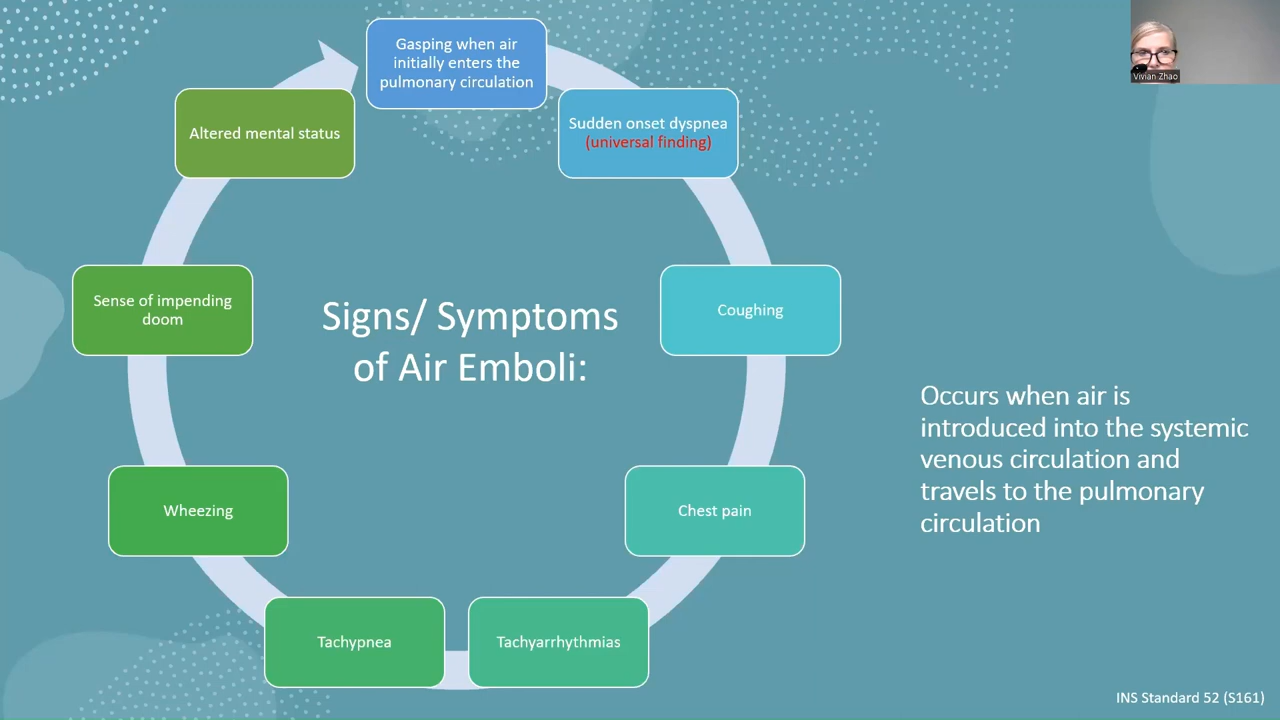 Gasping when air
initially enters the
pulmonary circulation
Sudden onset dyspnea
(universal finding)
Coughing
Chest pain
Tachyarrhythmias
Tachypnea
Wheezing
Sense of impending
doom
Altered mental status
Signs/ Symptoms
of Air Emboli:
Occurs when air is
introduced into the systemic
venous circulation and
travels to the pulmonary
circulation
INS Standard 52 (S161)
Vivian Zhao